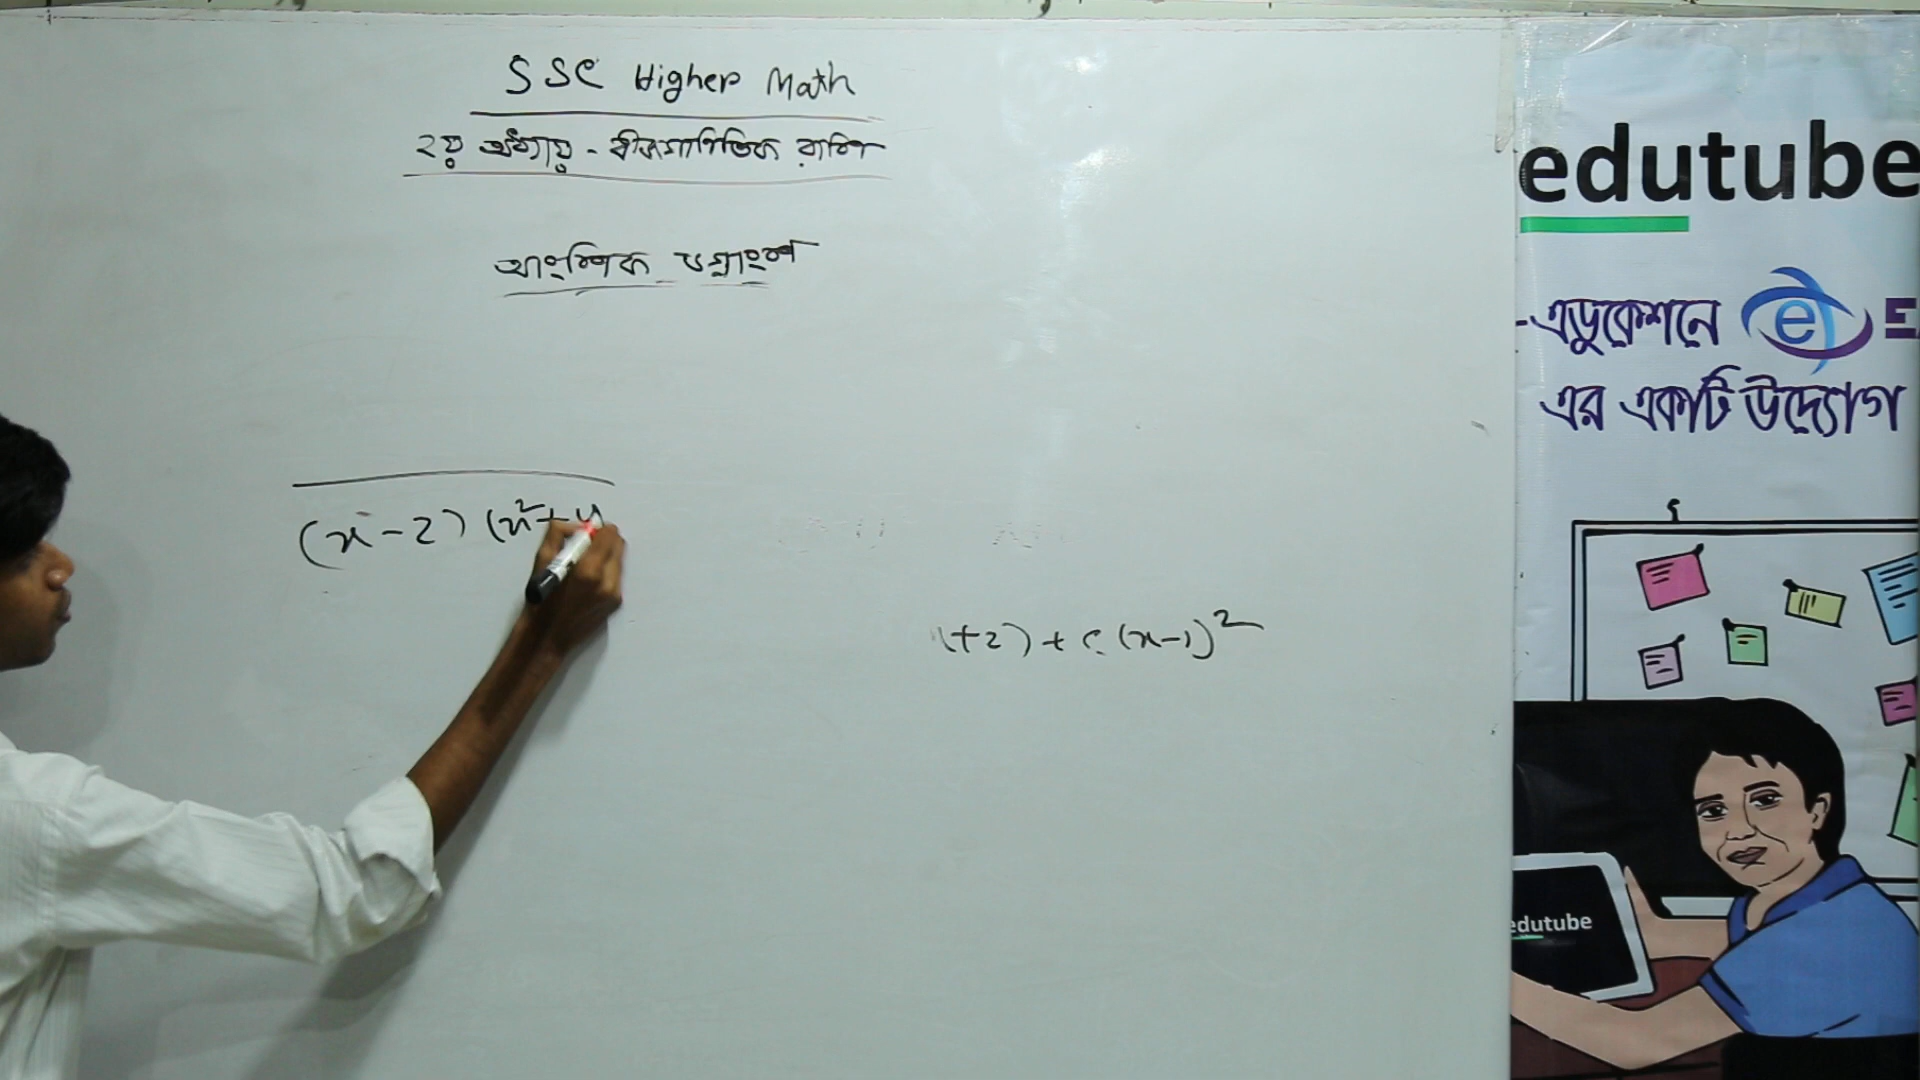 SSC Higher Math
২য় অধ্যায় - বীজগাণিতিক রাশি
আংশিক ভগ্নাংশ
(x-2) (x²+4
+2) + C (x-1)²
edutube
-এডুকেশনে e
এর একটি উদ্যোগ
edutube